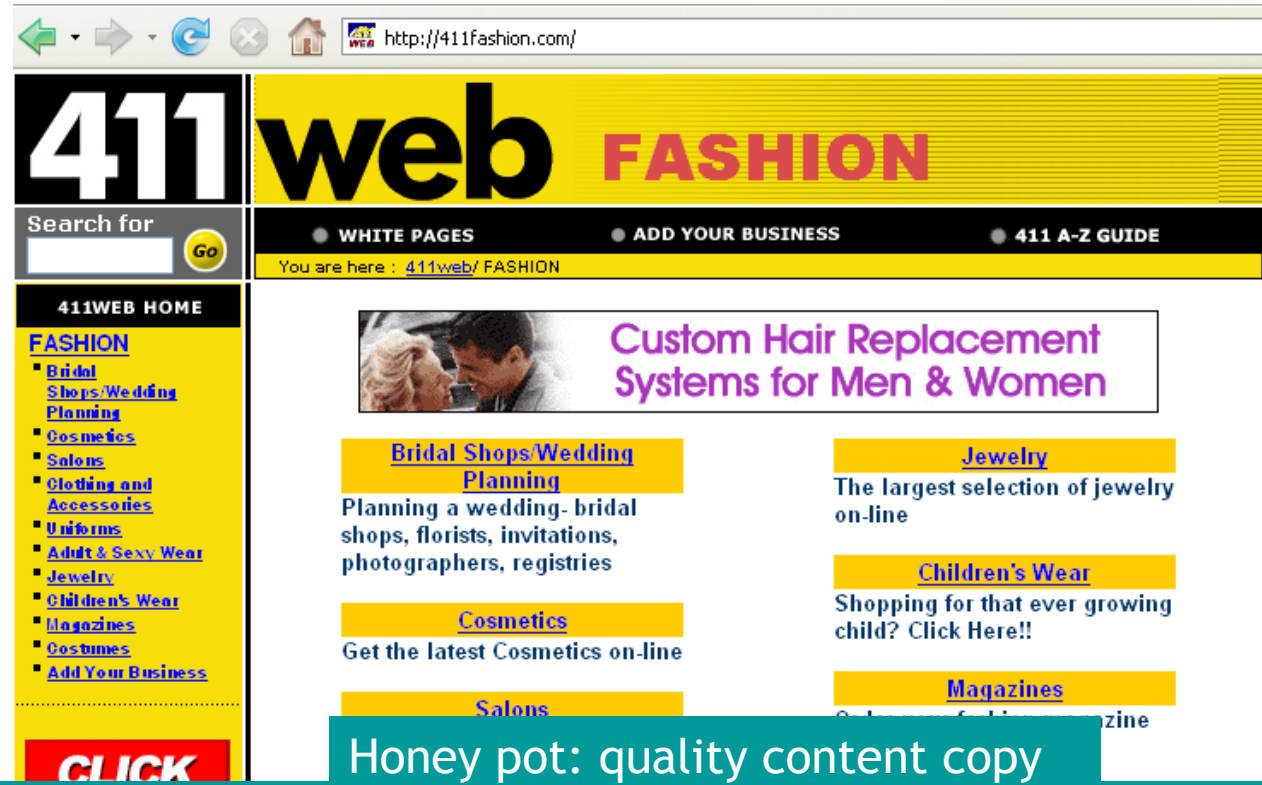 http://411fashion.com/
411
web FASHION
Search for
Go
WHITE PAGES
ADD YOUR BUSINESS
411 A-Z GUIDE
You are here : 411web/ FASHION
411WEB HOME
FASHION
Bridal
Shops/Wedding
Planning
Cosmetics
Salons
Clothing and
Accessories
Uniforms
Adult & Sexy Wear
Jewelry
Children's Wear
Magazines
Costumes
Add Your Business
CLICK
Custom Hair Replacement
Systems for Men & Women
Bridal Shops/Wedding
Planning
Planning a wedding- bridal
shops, florists, invitations,
photographers, registries
Cosmetics
Get the latest Cosmetics on-line
Salons
Jewelry
The largest selection of jewelry
on-line
Children's Wear
Shopping for that ever growing
child? Click Here!!
Magazines
Honey pot: quality content copy